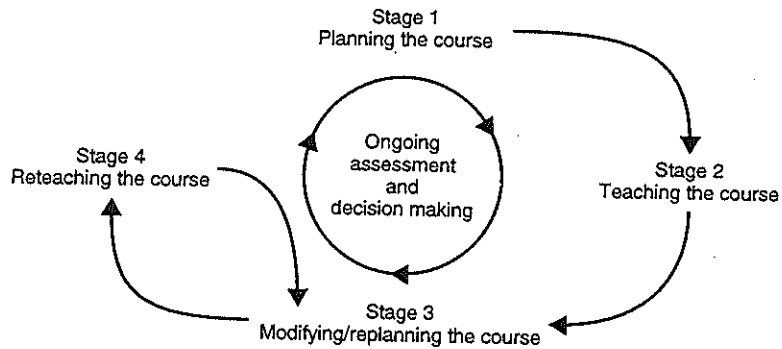 Stage 1
Planning the course
Ongoing
assessment
and
decision making
Stage 4
Reteaching the course
Stage 2
Teaching the course
Stage 3
Modifying/replanning the course